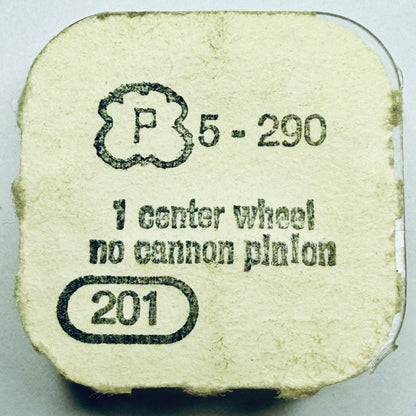 P 5 - 290
1 center wheel
no cannon pinion
201